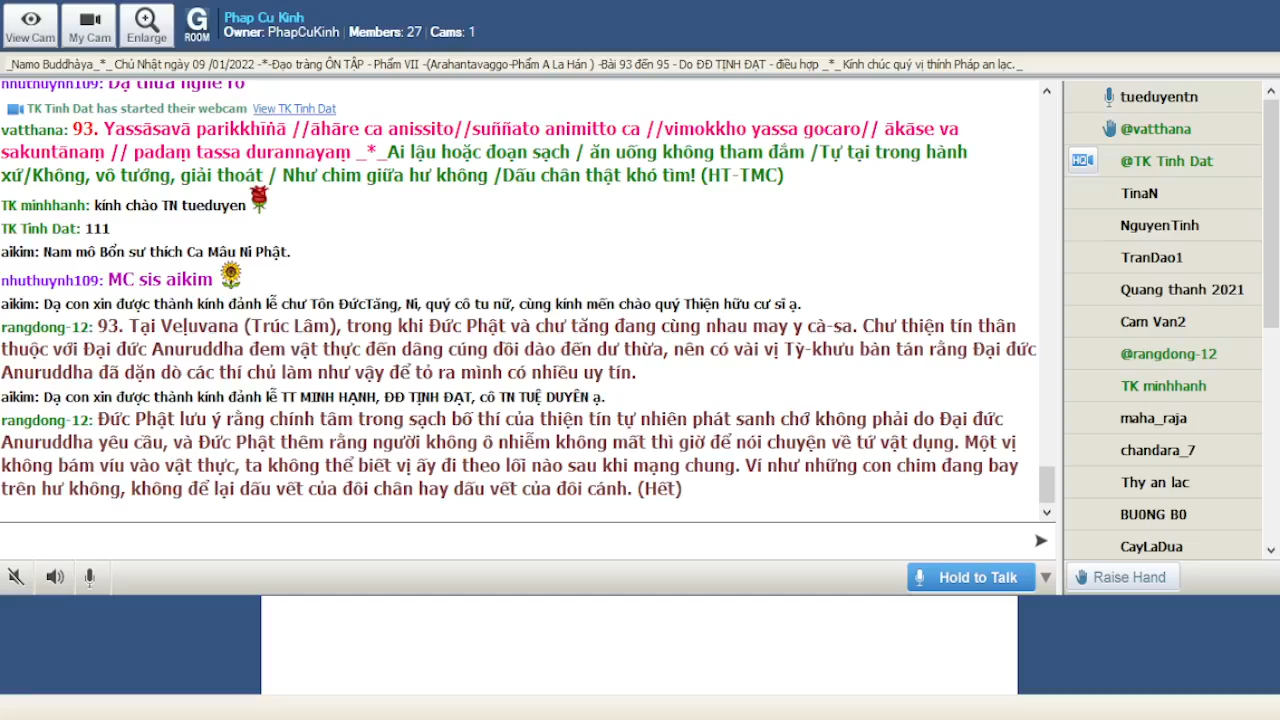 View Cam
My Cam
Enlarge
G
ROOM
Phap Cu Kinh
Owner: PhapCuKinh | Members: 27 | Cams: 1
_Namo Buddhàya_*_ Chú Nhật ngày 09 /01/2022 -*-Đạo tràng ÔN TẬP - Phẩm VII -(Arahantavaggo-Phẩm A La Hán ) -Bài 93 đến 95 - Do ĐĐ TỊNH ĐẠT - điều hợp _*_ Kính chúc quý vị thính Pháp an lạc._
nhuthuynh109: Dạ thưa nghe rõ
TK Tinh Dat has started their webcam View TK Tinh Dat
vatthana: 93. Yassāsavā parikkhīṅā //āhāre ca anissito//suññato animitto ca //vimokkho yassa gocaro// ākāse va
sakuntānaṃ // padaṃ tassa durannayaṃ _*_Ai lậu hoặc đoạn sạch / ăn uống không tham đắm /Tự tại trong hành
xứ/Không, vô tướng, giải thoát / Như chim giữa hư không /Dấu chân thật khó tìm! (HT-TMC)
TK minhhanh: kính chào TN tueduyen
TK Tinh Dat: 111
aikim: Nam mô Bổn sư thích Ca Mâu Ni Phật.
nhuthuynh109: MC sis aikim
aikim: Dạ con xin được thành kính đảnh lễ chư Tôn ĐứcTăng, Ni, quý cô tu nữ, cùng kính mến chào quý Thiện hữu cư sĩ ạ.
rangdong-12: 93. Tại Veḷuvana (Trúc Lâm), trong khi Đức Phật và chư tăng đang cùng nhau may y cà-sa. Chư thiện tín thân
thuộc với Đại đức Anuruddha đem vật thực đến dâng cúng dồi dào đến dư thừa, nên có vài vị Tỳ-khưu bàn tán rằng Đại đức
Anuruddha đã dặn dò các thí chủ làm như vậy để tỏ ra mình có nhiều uy tín.
aikim: Dạ con xin được thành kính đảnh lễ TT MINH HẠNH, ĐĐ TỊNH ĐẠT, cô TN TUỆ DUYÊN ạ.
rangdong-12: Đức Phật lưu ý rằng chính tâm trong sạch bố thí của thiện tín tự nhiên phát sanh chớ không phải do Đại đức
Anuruddha yêu cầu, và Đức Phật thêm rằng người không ô nhiễm không mất thì giờ để nói chuyện về tứ vật dụng. Một vị
không bám víu vào vật thực, ta không thể biết vị ấy đi theo lối nào sau khi mạng chung. Ví như những con chim đang bay
trên hư không, không để lại dấu vết của đôi chân hay dấu vết của đôi cánh. (Hết)
Hold to Talk
tueduyentn
@vatthana
HD
@TK Tinh Dat
TinaN
NguyenTinh
TranDao1
Quang thanh 2021
Cam Van2
@rangdong-12
TK minhhanh
maha_raja
chandara_7
Thy an lac
BU0NG B0
CayLaDua
Raise Hand